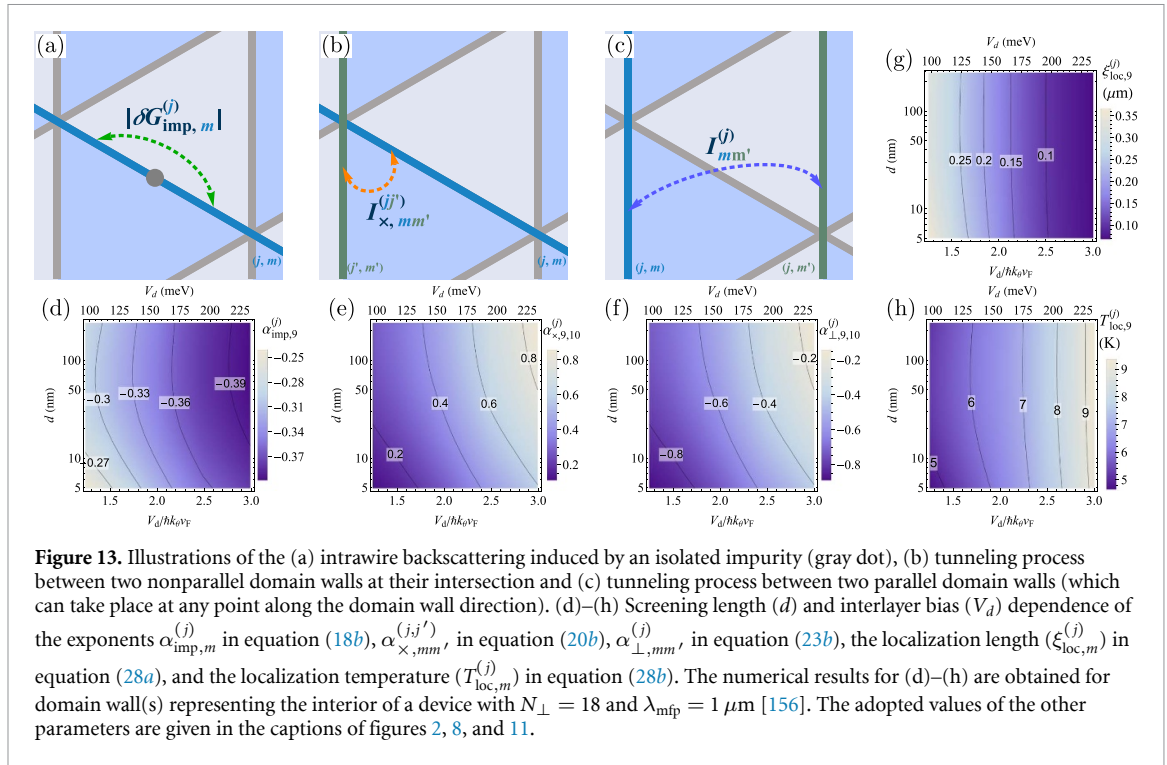 (a)
|δG^{(j)}_{imp, m}|
(j, m)
(b)
I^{(jj')}_{×, mm'}
(j', m')
(j, m)
(c)
I^{(j)}_{mm'}
(j, m)
(j, m')
(g)
V_d (meV)
100 125 150 175 200 225
ξ^{(j)}_{loc,9}
(μm)
d (nm)
100
50
10
5
0.25 0.2 0.15 0.1
0.35
0.30
0.25
0.20
0.15
0.10
1.5 2.0 2.5 3.0
V_d/ħk_θv_F
(d)
V_d (meV)
100 125 150 175 200 225
α^{(j)}_{imp,9}
d (nm)
100
50
10
5
−0.3
−0.33
−0.36
−0.39
0.27
−0.25
−0.28
−0.31
−0.34
−0.37
1.5 2.0 2.5 3.0
V_d/ħk_θv_F
(e)
V_d (meV)
100 125 150 175 200 225
α^{(j)}_{×,9,10}
d (nm)
100
50
10
5
0.2
0.4
0.6
0.8
0.8
0.6
0.4
0.2
1.5 2.0 2.5 3.0
V_d/ħk_θv_F
(f)
V_d (meV)
100 125 150 175 200 225
α^{(j)}_{⊥,9,10}
d (nm)
100
50
10
5
−0.8
−0.6
−0.4
−0.2
−0.2
−0.4
−0.6
−0.8
1.5 2.0 2.5 3.0
V_d/ħk_θv_F
(h)
V_d (meV)
100 125 150 175 200 225
T^{(j)}_{loc,9}
(K)
d (nm)
100
50
10
5
5
6
7
8
9
9
8
7
6
5
1.5 2.0 2.5 3.0
V_d/ħk_θv_F
Figure 13. Illustrations of the (a) intrawire backscattering induced by an isolated impurity (gray dot), (b) tunneling process
between two nonparallel domain walls at their intersection and (c) tunneling process between two parallel domain walls (which
can take place at any point along the domain wall direction). (d)–(h) Screening length (d) and interlayer bias (V_d) dependence of
the exponents α^{(j)}_{imp,m} in equation (18b), α^{(j,j')}_{×,mm'} in equation (20b), α^{(j)}_{⊥,mm'} in equation (23b), the localization length (ξ^{(j)}_{loc,m}) in
equation (28a), and the localization temperature (T^{(j)}_{loc,m}) in equation (28b). The numerical results for (d)–(h) are obtained for
domain wall(s) representing the interior of a device with N_⊥ = 18 and λ_mfp = 1 μm [156]. The adopted values of the other
parameters are given in the captions of figures 2, 8, and 11.